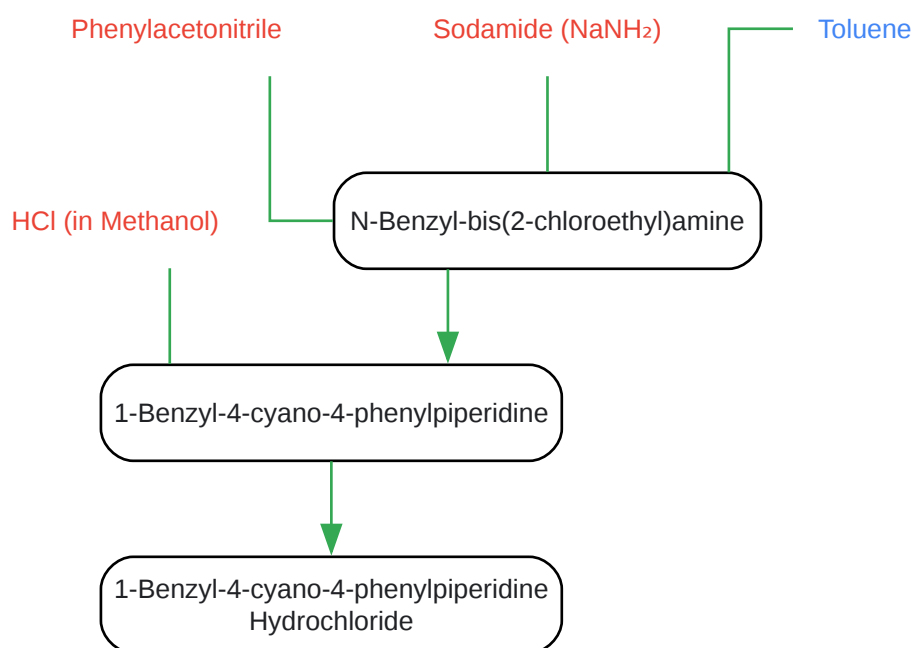 Phenylacetonitrile
Sodamide (NaNH₂)
Toluene
HCl (in Methanol)
N-Benzyl-bis(2-chloroethyl)amine
1-Benzyl-4-cyano-4-phenylpiperidine
1-Benzyl-4-cyano-4-phenylpiperidine
Hydrochloride